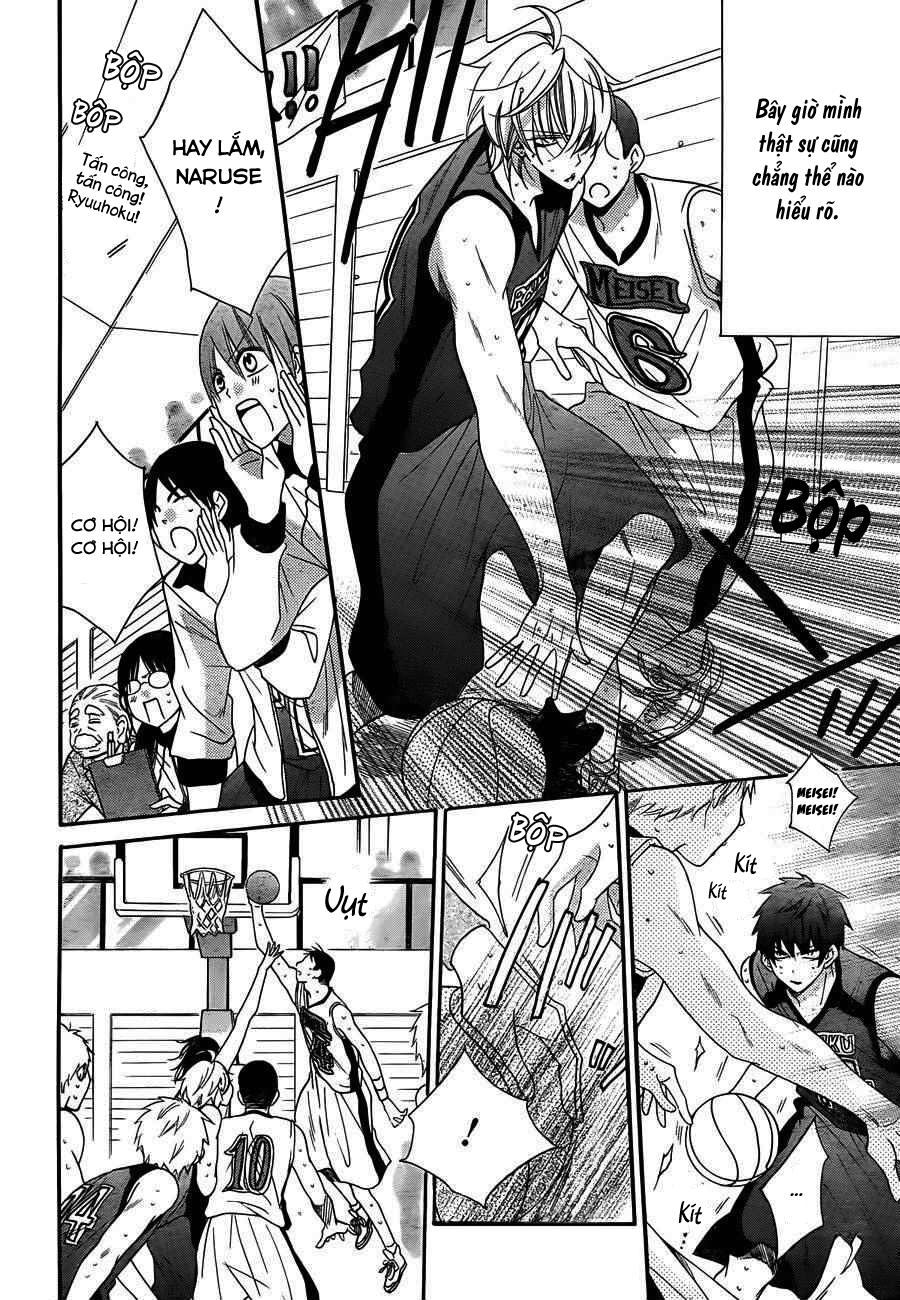 Bây giờ mình
thật sự cũng
chẳng thể nào
hiểu rõ.
!!
MEISEI
6
BỘP
BỘP
BỘP
Tấn công,
tấn công!
Ryuuhoku!
HAY LẮM,
NARUSE
!
CƠ HỘI!
CƠ HỘI!
MEISEI!
MEISEI!
KÍT
KÍT
KÍT
...
BỘP
!
VỤT
10